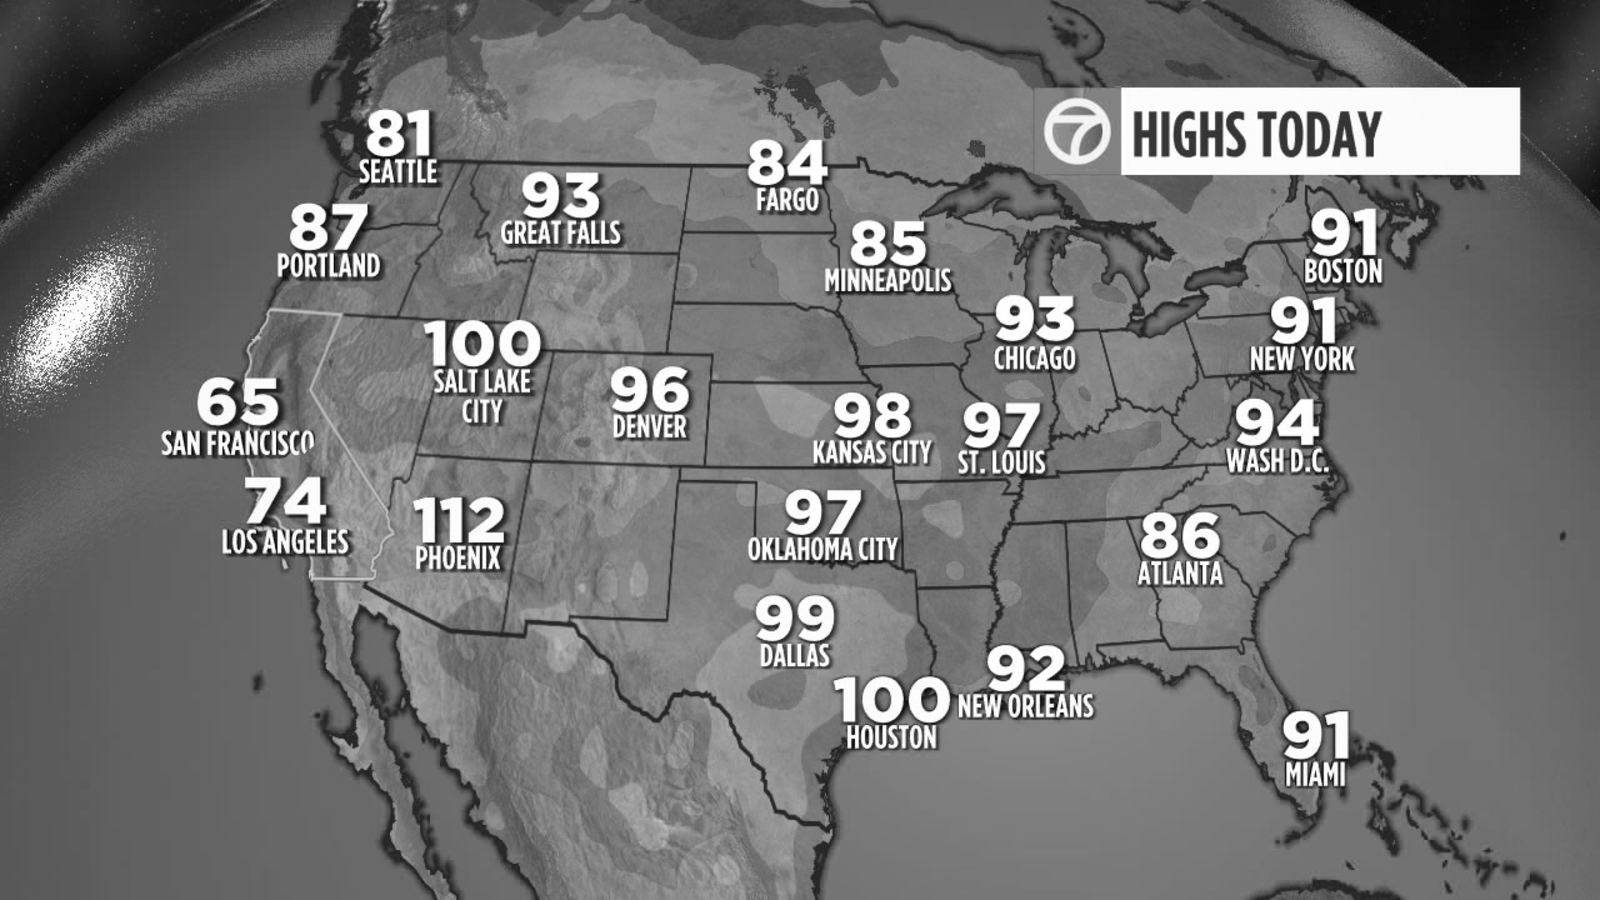 7 HIGHS TODAY
81
SEATTLE
84
FARGO
93
GREAT FALLS
87
PORTLAND
85
MINNEAPOLIS
91
BOSTON
93
CHICAGO
91
NEW YORK
100
SALT LAKE
CITY
96
DENVER
65
SAN FRANCISCO
98
KANSAS CITY
97
ST. LOUIS
94
WASH D.C.
74
LOS ANGELES
112
PHOENIX
97
OKLAHOMA CITY
86
ATLANTA
99
DALLAS
100
HOUSTON
92
NEW ORLEANS
91
MIAMI